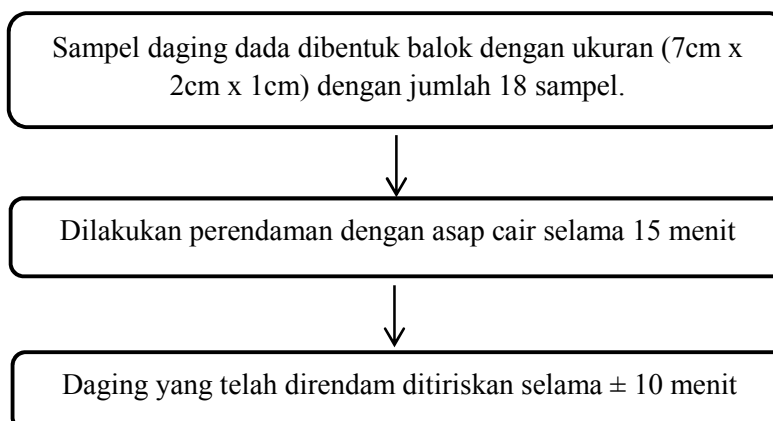 Sampel daging dada dibentuk balok dengan ukuran (7cm x
2cm x 1cm) dengan jumlah 18 sampel.
Dilakukan perendaman dengan asap cair selama 15 menit
Daging yang telah direndam ditiriskan selama ± 10 menit